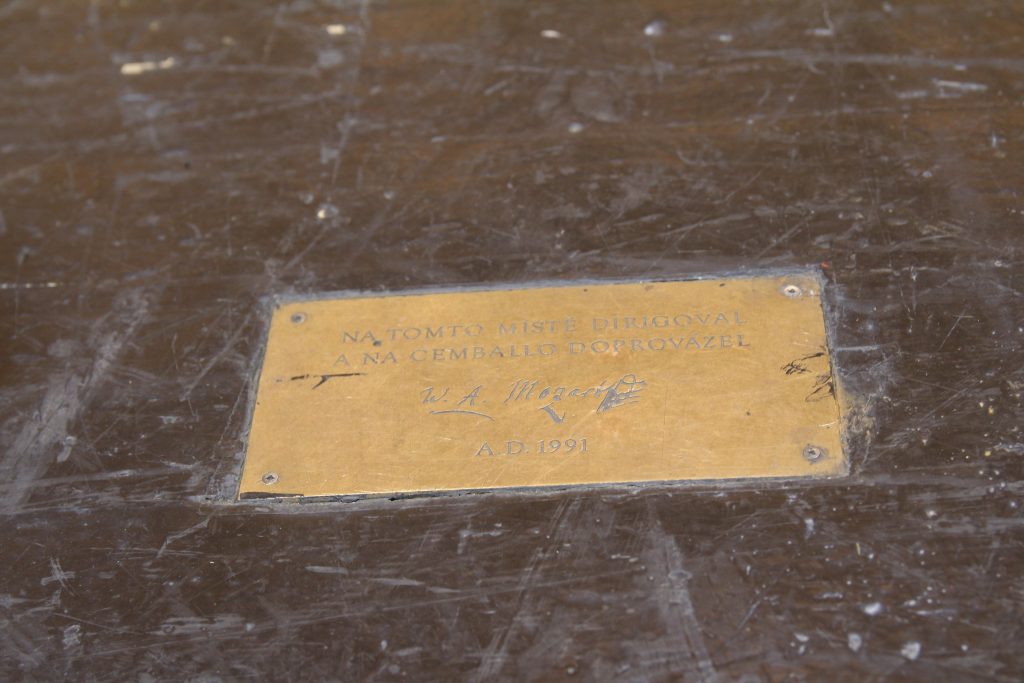 NA TOMTO MÍSTĚ DIRIGOVAL
A NA CEMBALLO DOPROVÁZEL
W. A. Mozart
A.D. 1991